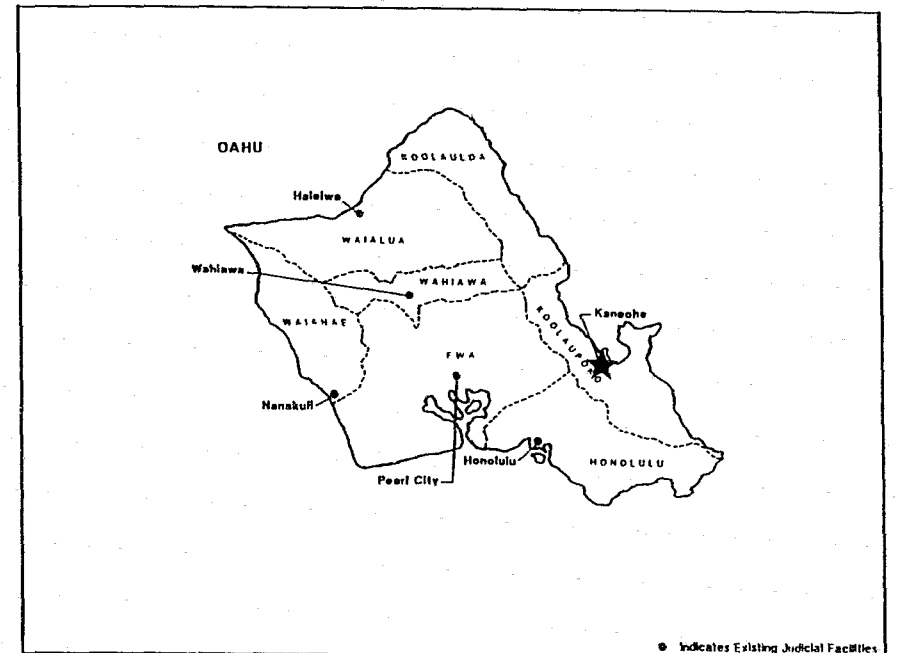 OAHU
KOOLAULOA
Haleiwa
WAIALUA
Wahiawa
WAHIAWA
WAIANAE
Kaneohe
KOOLAUPOKO
EWA
Nanakuli
Honolulu
HONOLULU
Pearl City
● Indicates Existing Judicial Facilities